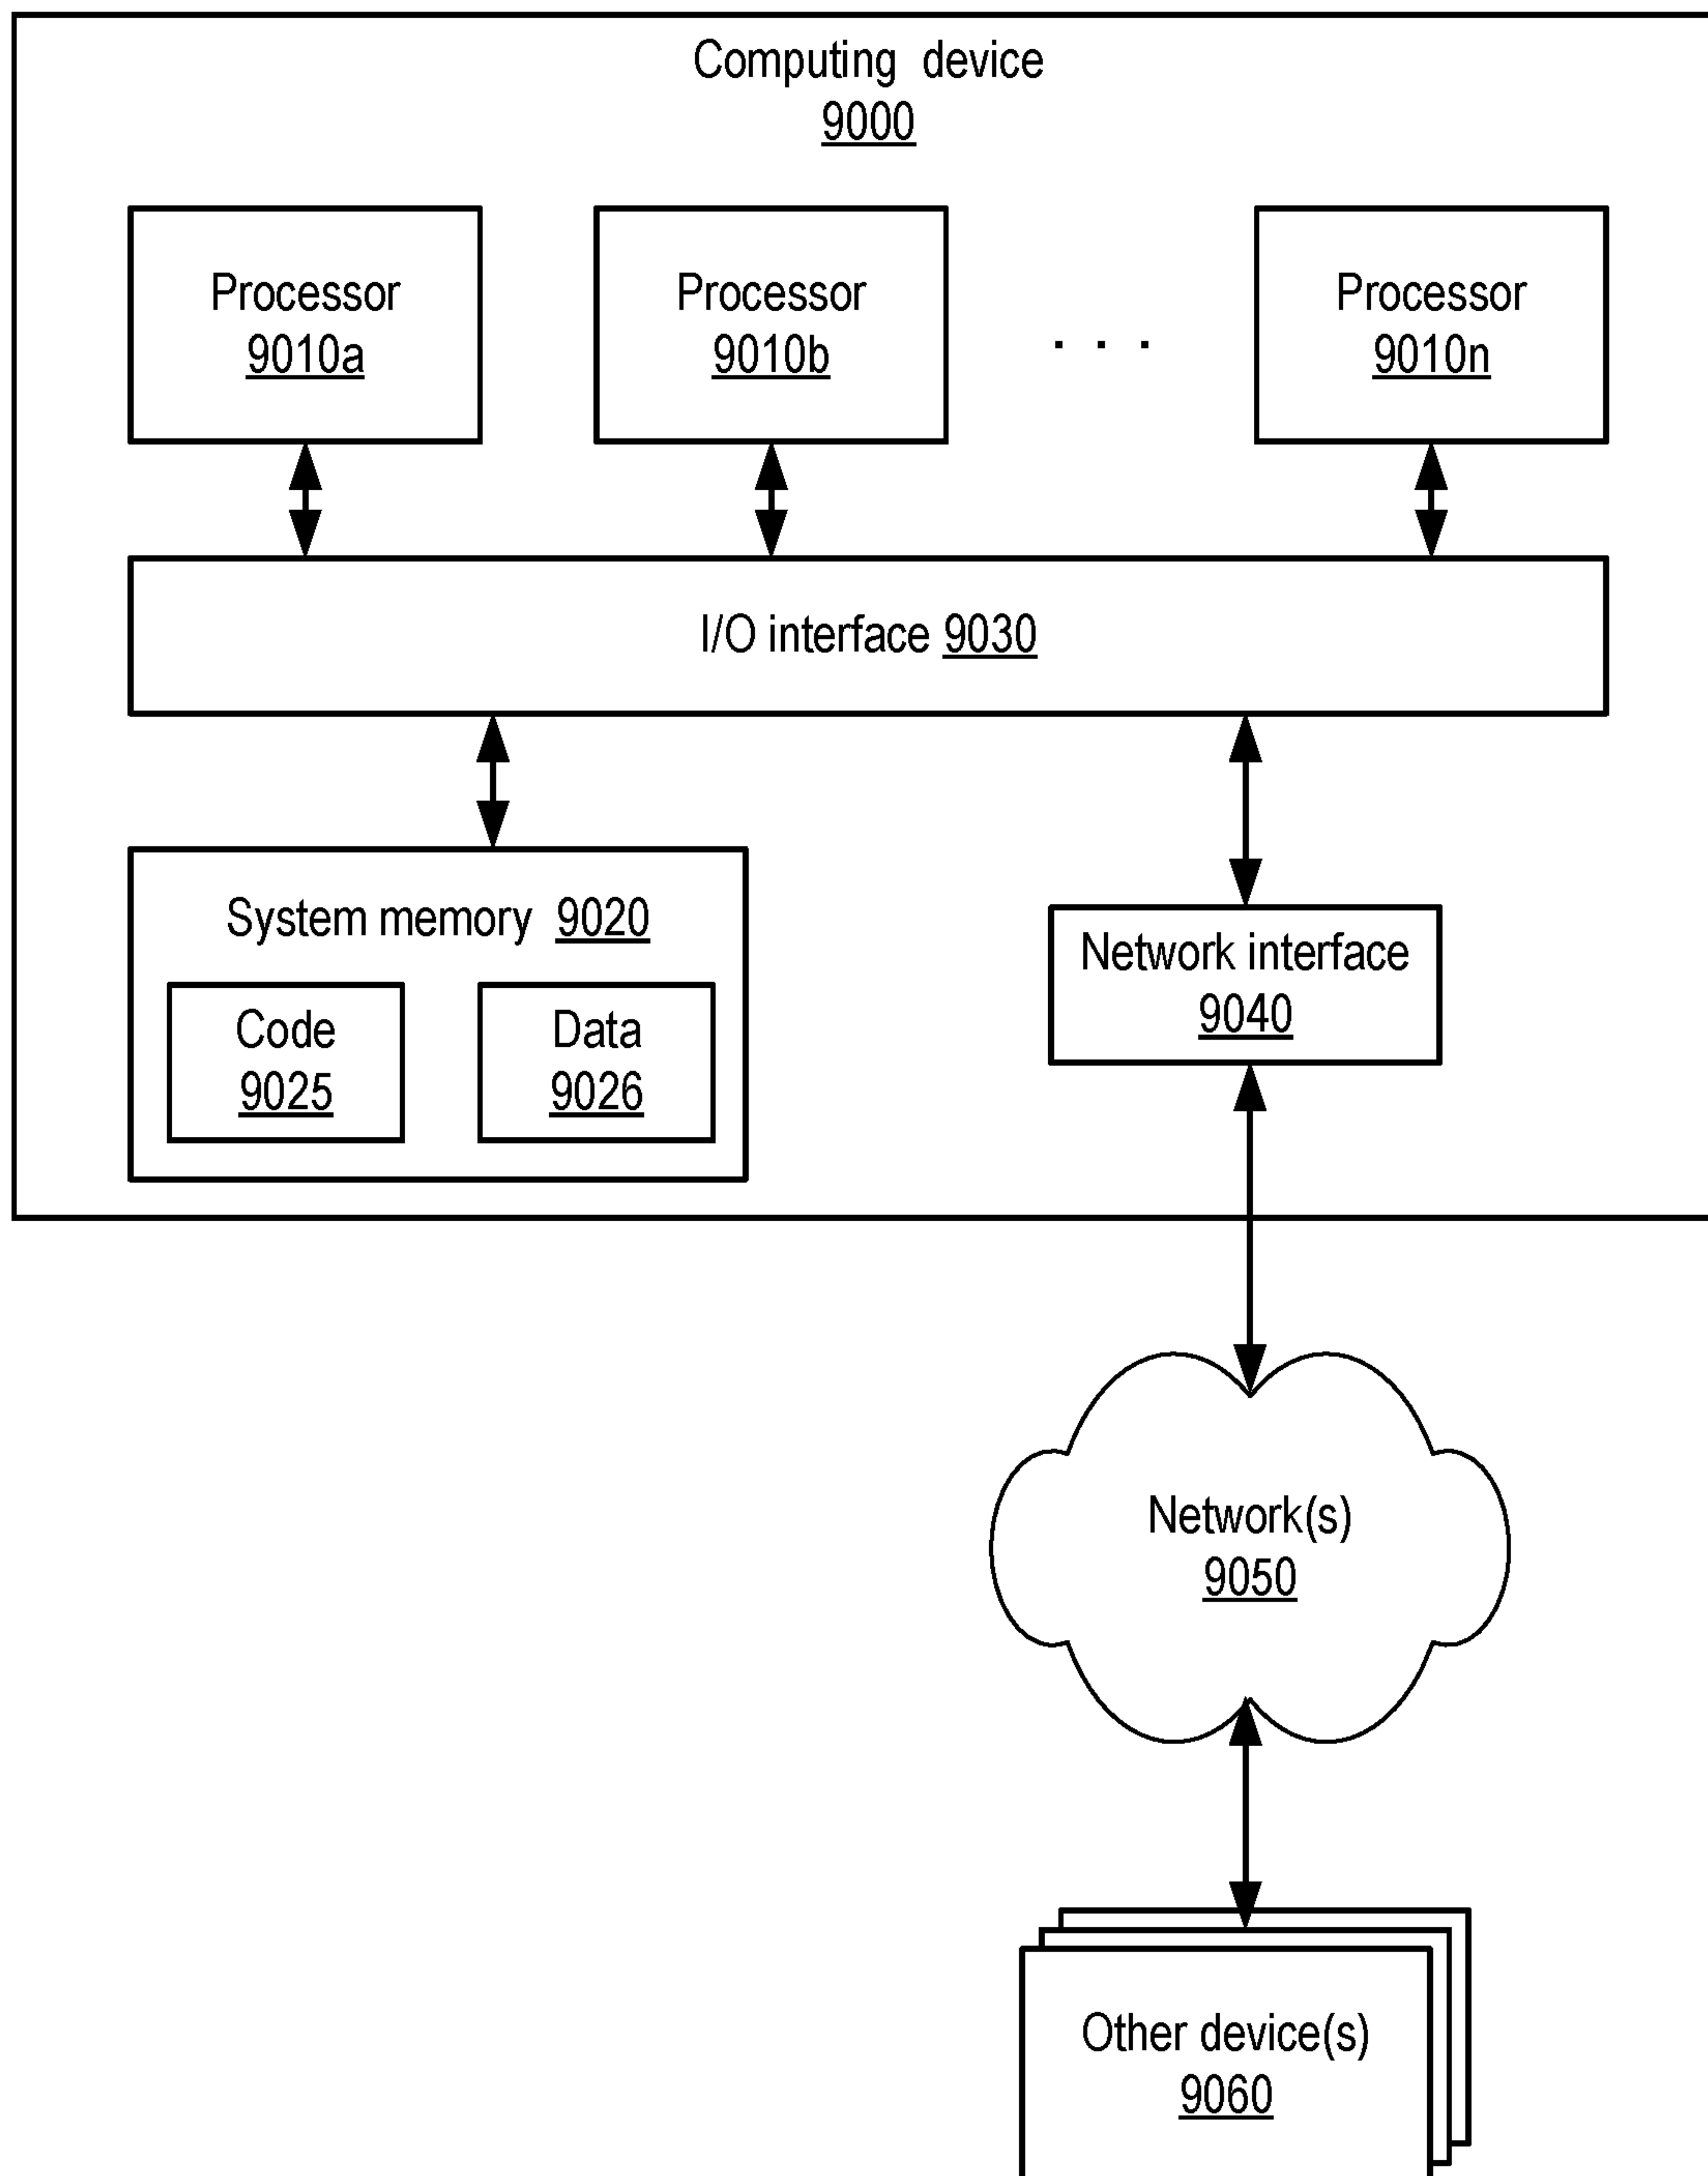 Computing device
9000
Processor
9010a
Processor
9010b
. . .
Processor
9010n
I/O interface 9030
System memory 9020
Code
9025
Data
9026
Network interface
9040
Network(s)
9050
Other device(s)
9060